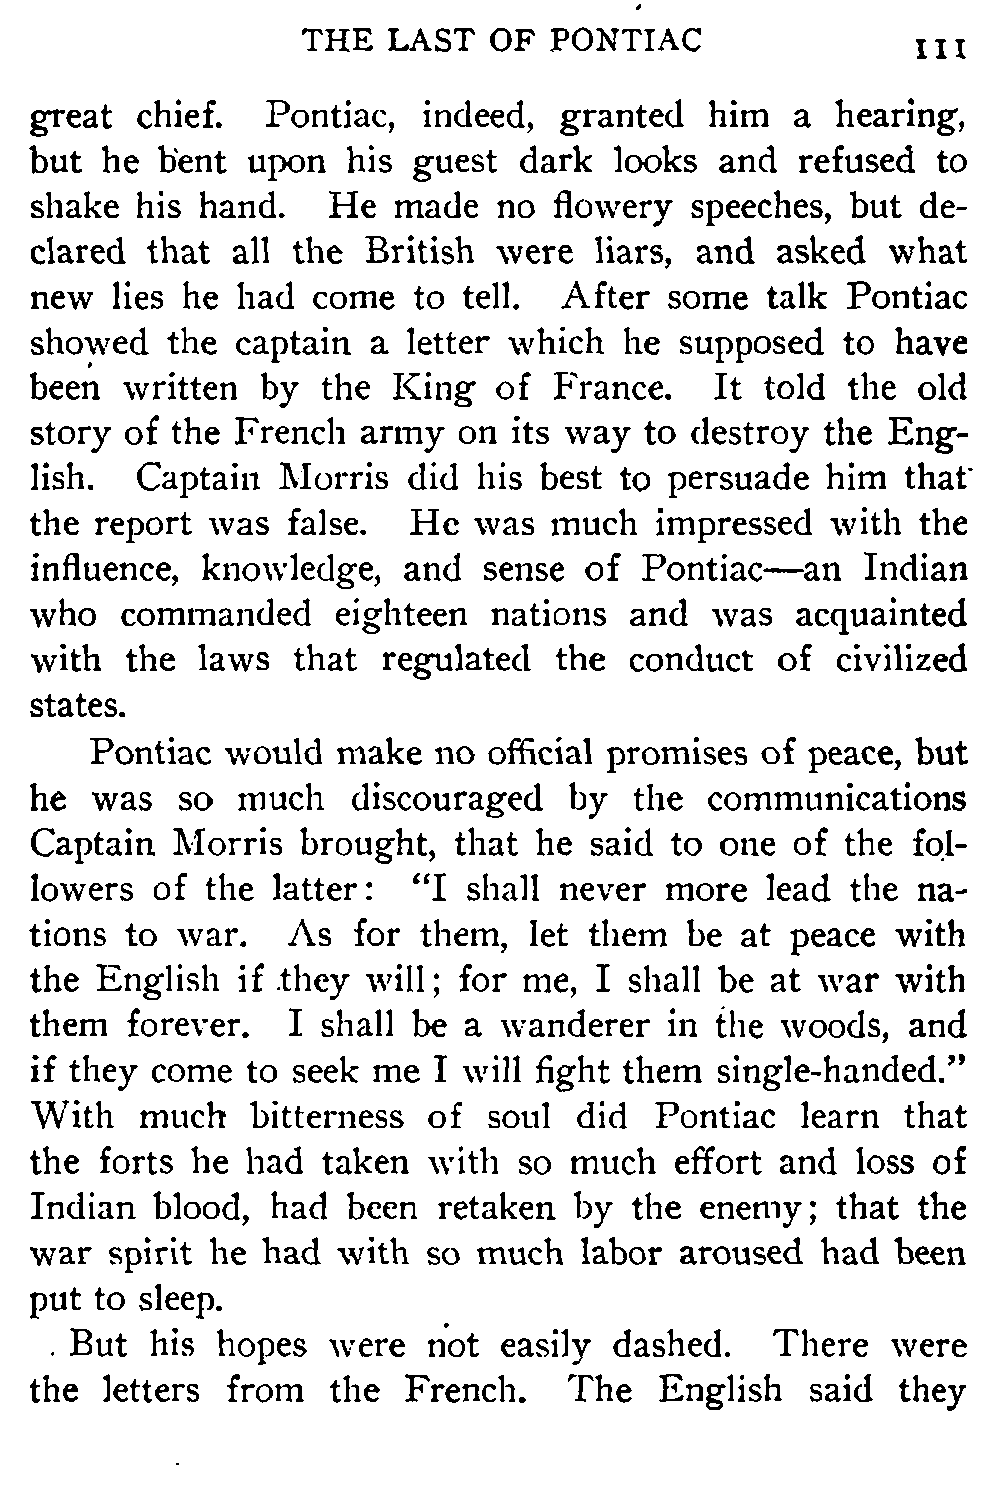 THE LAST OF PONTIAC 111
great chief. Pontiac, indeed, granted him a hearing,
but he bent upon his guest dark looks and refused to
shake his hand. He made no flowery speeches, but de-
clared that all the British were liars, and asked what
new lies he had come to tell. After some talk Pontiac
showed the captain a letter which he supposed to have
been written by the King of France. It told the old
story of the French army on its way to destroy the Eng-
lish. Captain Morris did his best to persuade him that
the report was false. He was much impressed with the
influence, knowledge, and sense of Pontiac—an Indian
who commanded eighteen nations and was acquainted
with the laws that regulated the conduct of civilized
states.
Pontiac would make no official promises of peace, but
he was so much discouraged by the communications
Captain Morris brought, that he said to one of the fol-
lowers of the latter: “I shall never more lead the na-
tions to war. As for them, let them be at peace with
the English if they will; for me, I shall be at war with
them forever. I shall be a wanderer in the woods, and
if they come to seek me I will fight them single-handed.”
With much bitterness of soul did Pontiac learn that
the forts he had taken with so much effort and loss of
Indian blood, had been retaken by the enemy; that the
war spirit he had with so much labor aroused had been
put to sleep.
But his hopes were not easily dashed. There were
the letters from the French. The English said they